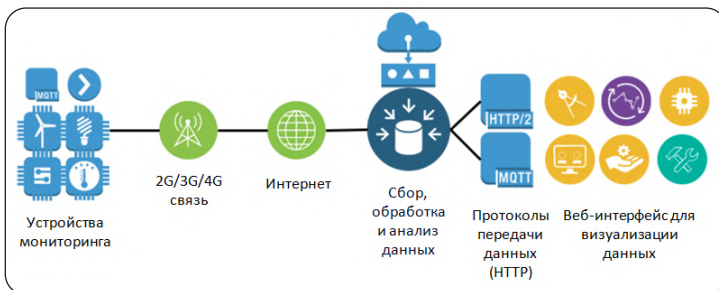 MQTT
2G/3G/4G
связь
Интернет
Устройства
мониторинга
Сбор,
обработка
и анализ
данных
HTTP/2
MQTT
Протоколы
передачи
данных
(HTTP)
Веб-интерфейс для
визуализации
данных